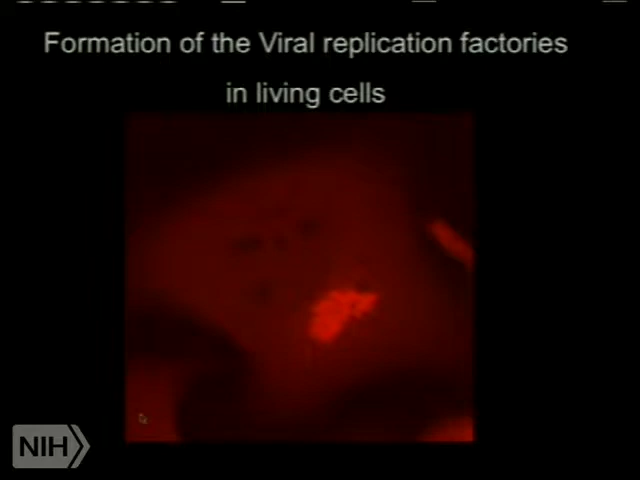 Formation of the Viral replication factories
in living cells
NIH